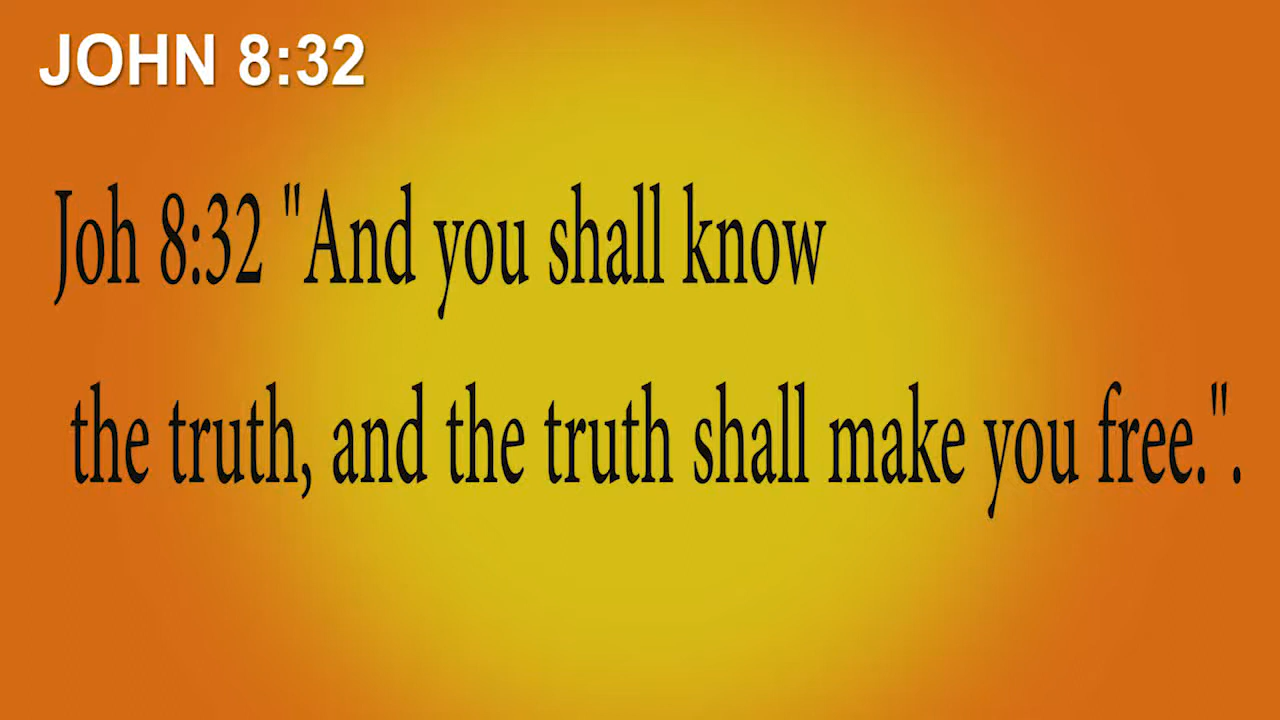 JOHN 8:32
Joh 8:32 "And you shall know
the truth, and the truth shall make you free.".